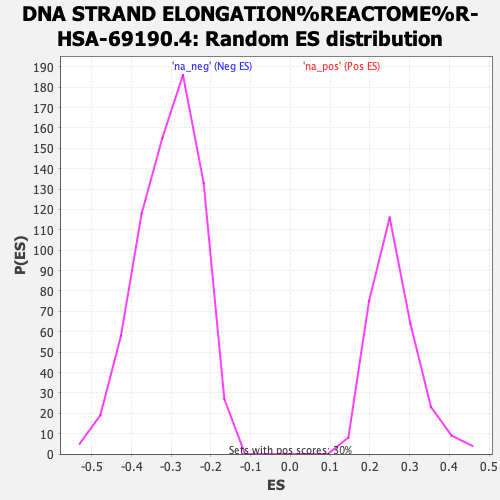 DNA STRAND ELONGATION%REACTOME%R-
HSA-69190.4: Random ES distribution
'na_neg' (Neg ES) 'na_pos' (Pos ES)
190
180
170
160
150
140
130
120
110
100
90
80
70
60
50
40
30
20
10
0
P(ES)
Sets with pos scores: 30%
-0.5 -0.4 -0.3 -0.2 -0.1 0.0 0.1 0.2 0.3 0.4 0.5
ES